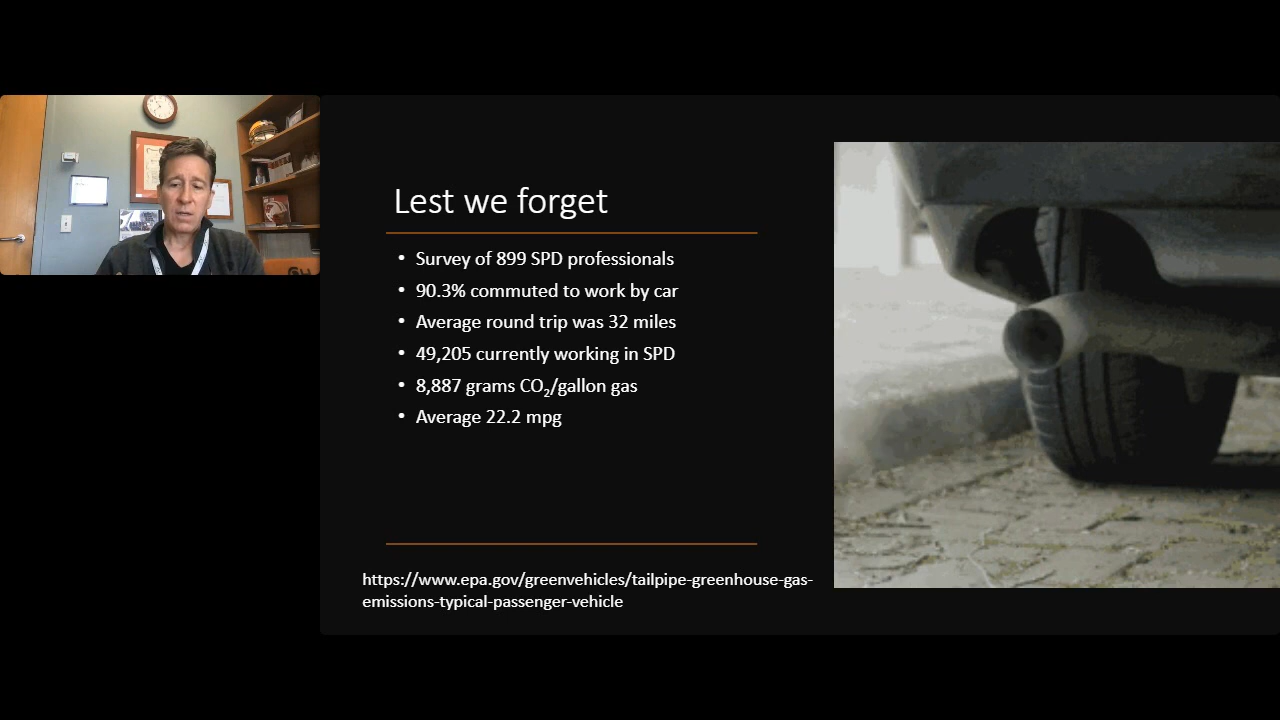 Lest we forget
• Survey of 899 SPD professionals
• 90.3% commuted to work by car
• Average round trip was 32 miles
• 49,205 currently working in SPD
• 8,887 grams CO₂/gallon gas
• Average 22.2 mpg
https://www.epa.gov/greenvehicles/tailpipe-greenhouse-gas-
emissions-typical-passenger-vehicle